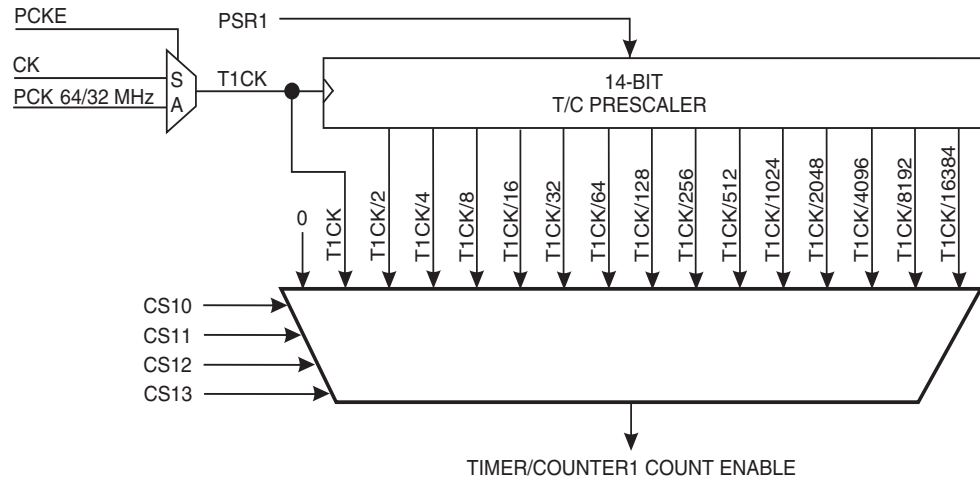 PCKE
PSR1
CK
S
T1CK
14-BIT
T/C PRESCALER
PCK 64/32 MHz
A
0
T1CK
T1CK/2
T1CK/4
T1CK/8
T1CK/16
T1CK/32
T1CK/64
T1CK/128
T1CK/256
T1CK/512
T1CK/1024
T1CK/2048
T1CK/4096
T1CK/8192
T1CK/16384
CS10
CS11
CS12
CS13
TIMER/COUNTER1 COUNT ENABLE